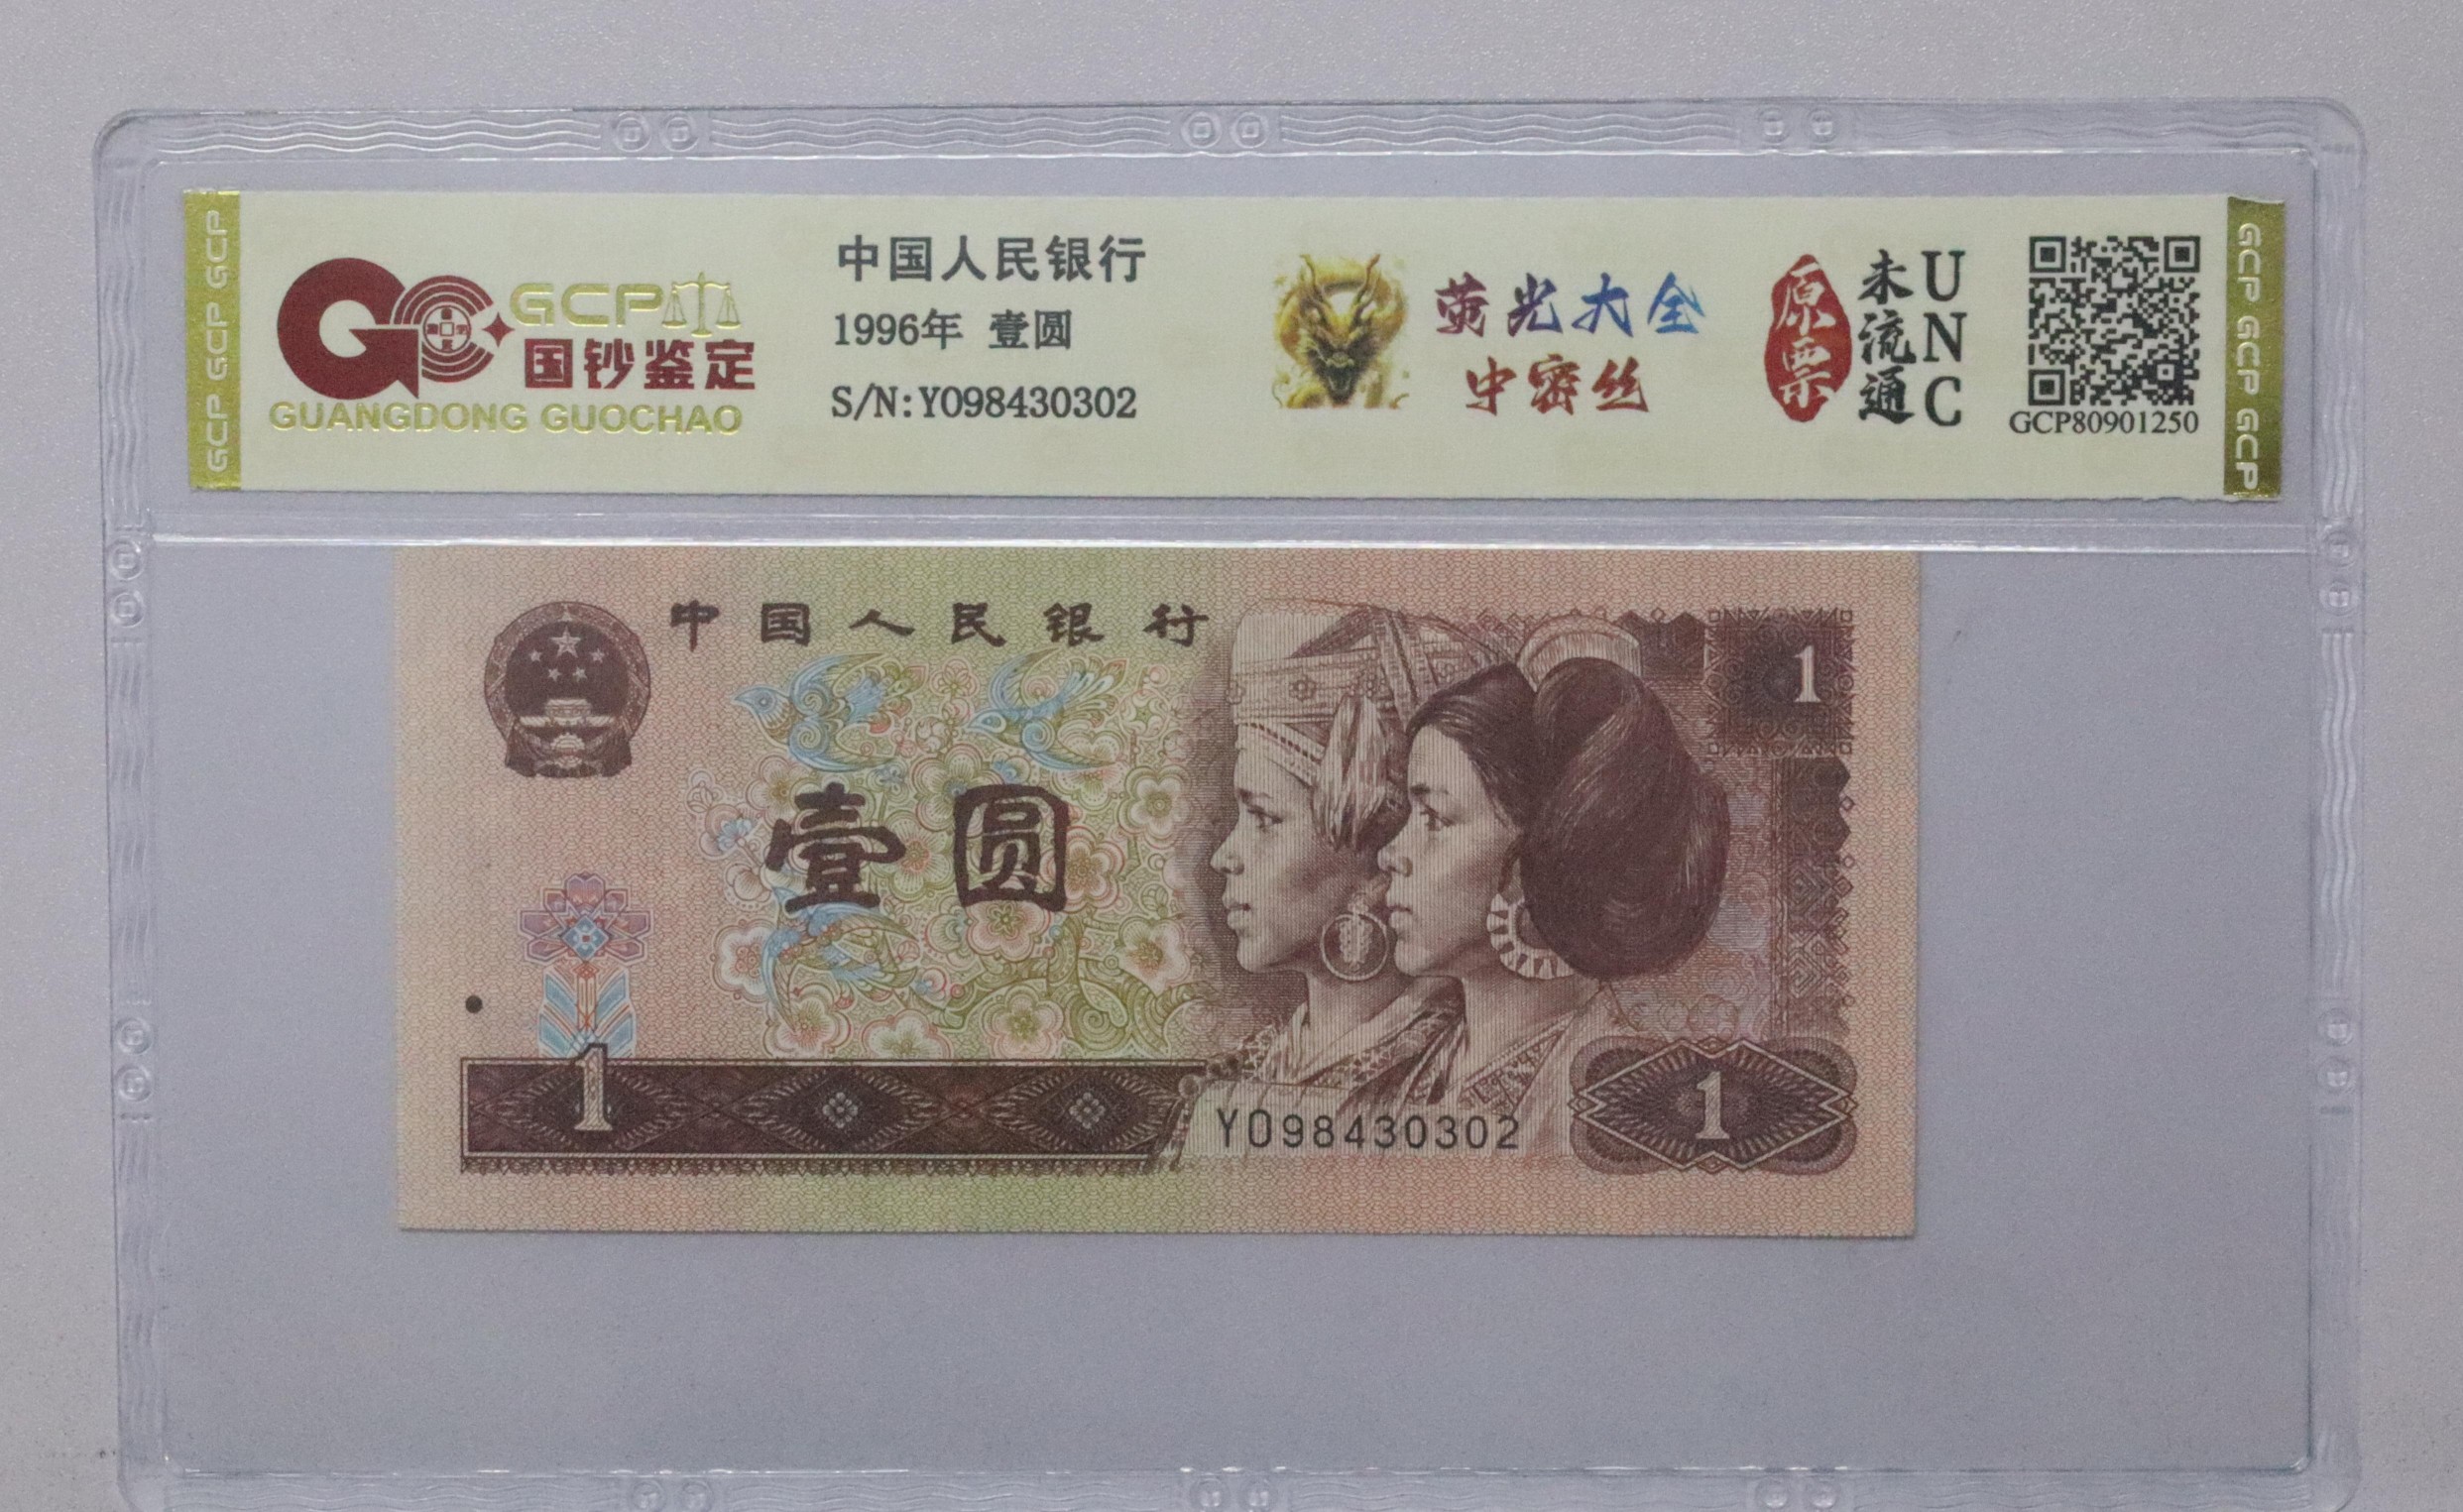 GCP GCP GCP
GCP
国钞鉴定
GUANGDONG GUOCHAO
中国人民银行
1996年 壹圆
S/N:Y098430302
荧光大全
中密丝
原票
未流通
UNC
GCP80901250
GCP GCP GCP
中国人民银行
1
壹圆
1
Y098430302
1